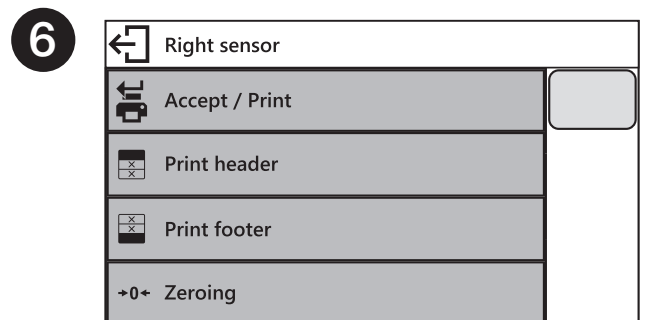 6
Right sensor
Accept / Print
Print header
Print footer
→0← Zeroing